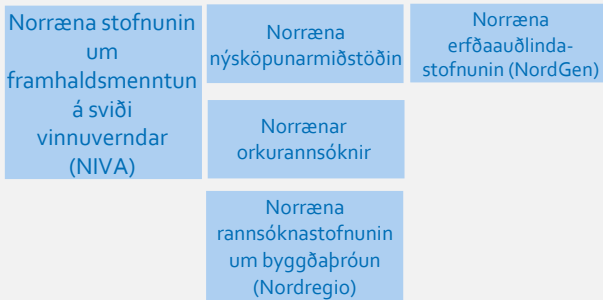 Norræna stofnunin
um
framhaldsmenntun
á sviði
vinnuverndar
(NIVA)
Norræna
nýsköpunarmiðstöðin
Norrænar
orkurannsóknir
Norræna
rannsóknastofnunin
um byggðaþróun
(Nordregio)
Norræna
erfðaauðlinda-
stofnunin (NordGen)